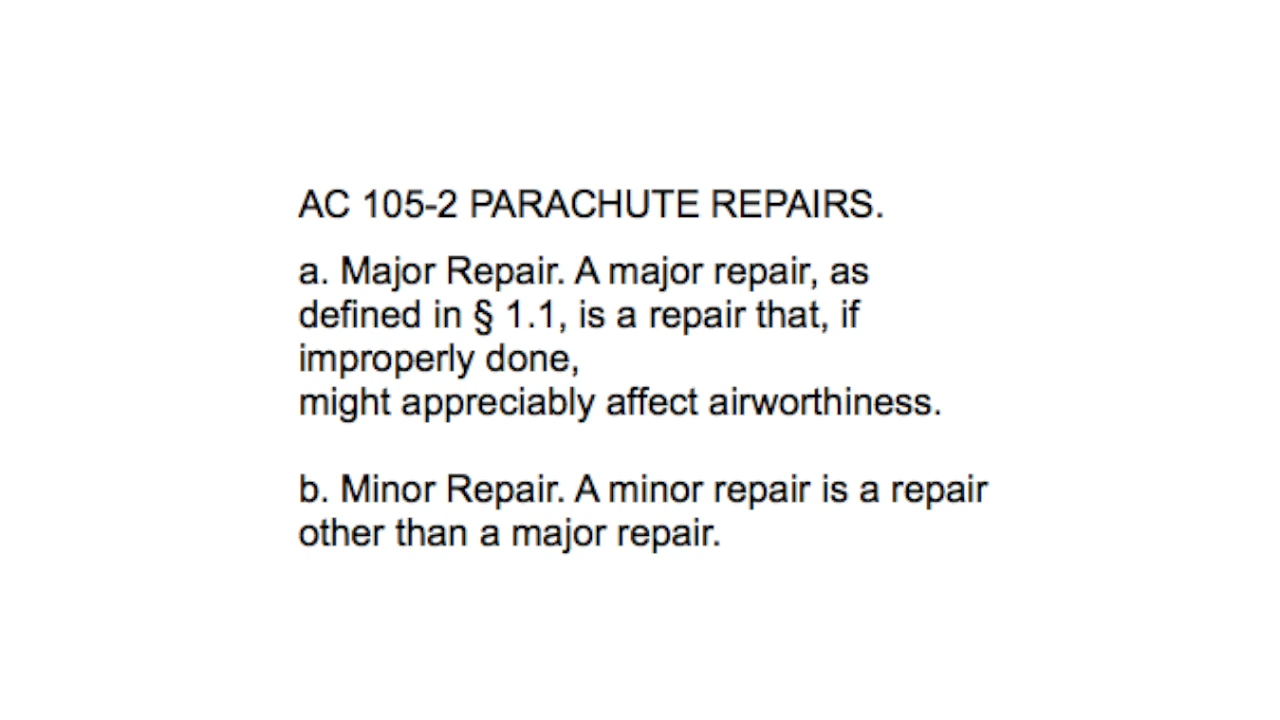 AC 105-2 PARACHUTE REPAIRS.
a. Major Repair. A major repair, as
defined in § 1.1, is a repair that, if
improperly done,
might appreciably affect airworthiness.
b. Minor Repair. A minor repair is a repair
other than a major repair.